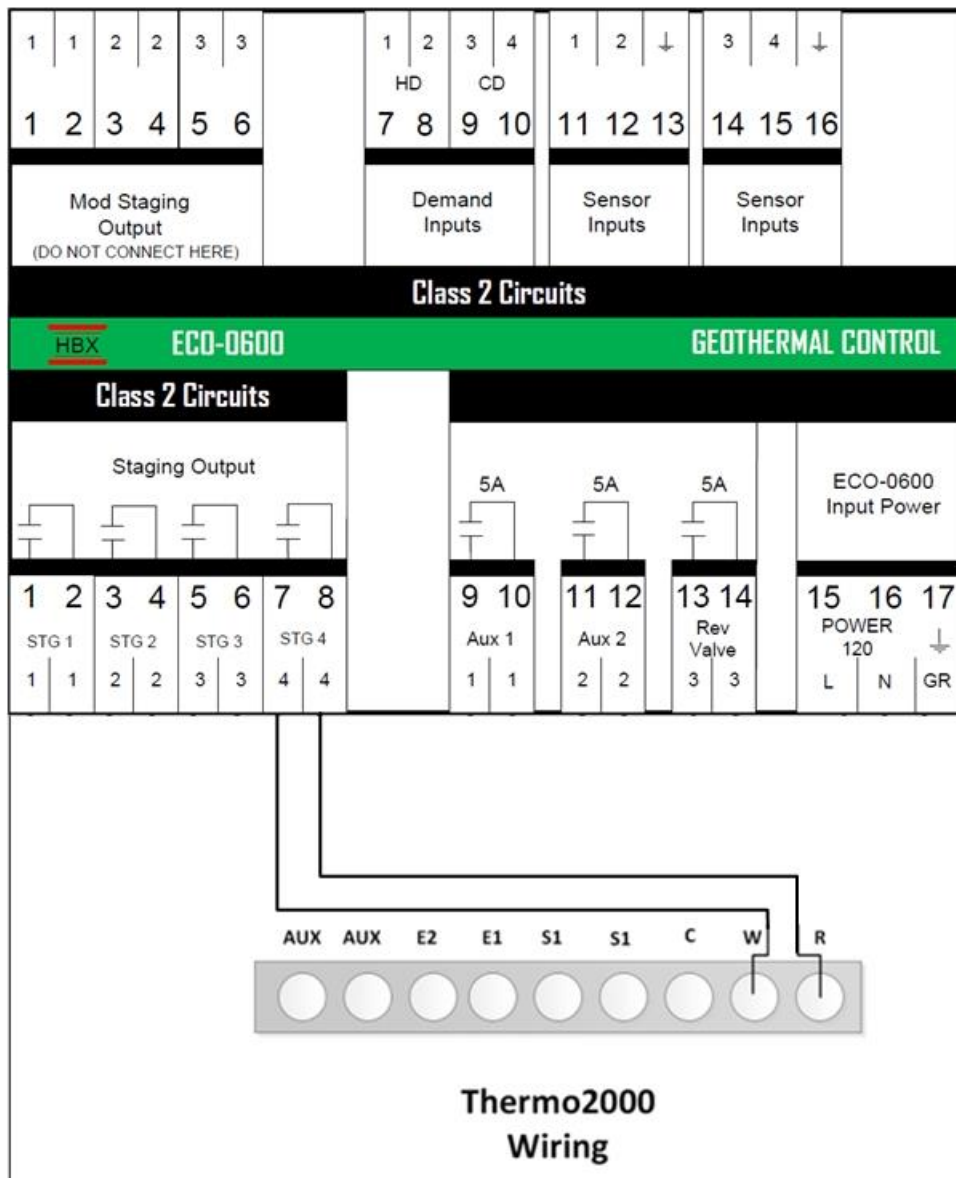 1 1 2 2 3 3 1 2 3 4 1 2 3 4
HD CD
1 2 3 4 5 6 7 8 9 10 11 12 13 14 15 16
Mod Staging
Output
(DO NOT CONNECT HERE)
Demand
Inputs
Sensor
Inputs
Sensor
Inputs
Class 2 Circuits
HBX ECO-0600 GEOTHERMAL CONTROL
Class 2 Circuits
Staging Output
5A 5A 5A
ECO-0600
Input Power
1 2 3 4 5 6 7 8 9 10 11 12 13 14 15 16 17
STG 1 STG 2 STG 3 STG 4
Aux 1 Aux 2
Rev
Valve
POWER
120
1 1 2 2 3 3 4 4 1 1 2 2 3 3 L N GR
AUX AUX E2 E1 S1 S1 C W R
Thermo2000
Wiring